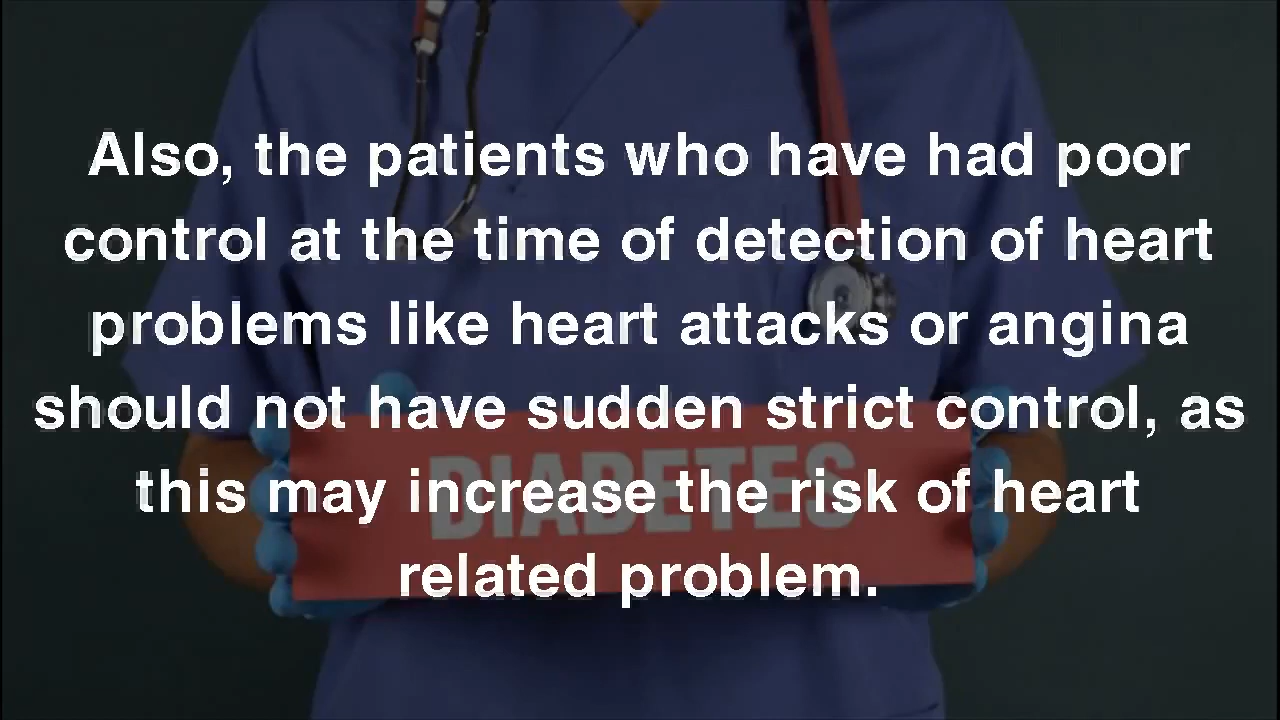 Also, the patients who have had poor
control at the time of detection of heart
problems like heart attacks or angina
should not have sudden strict control, as
this may increase the risk of heart
related problem.
DIABETES